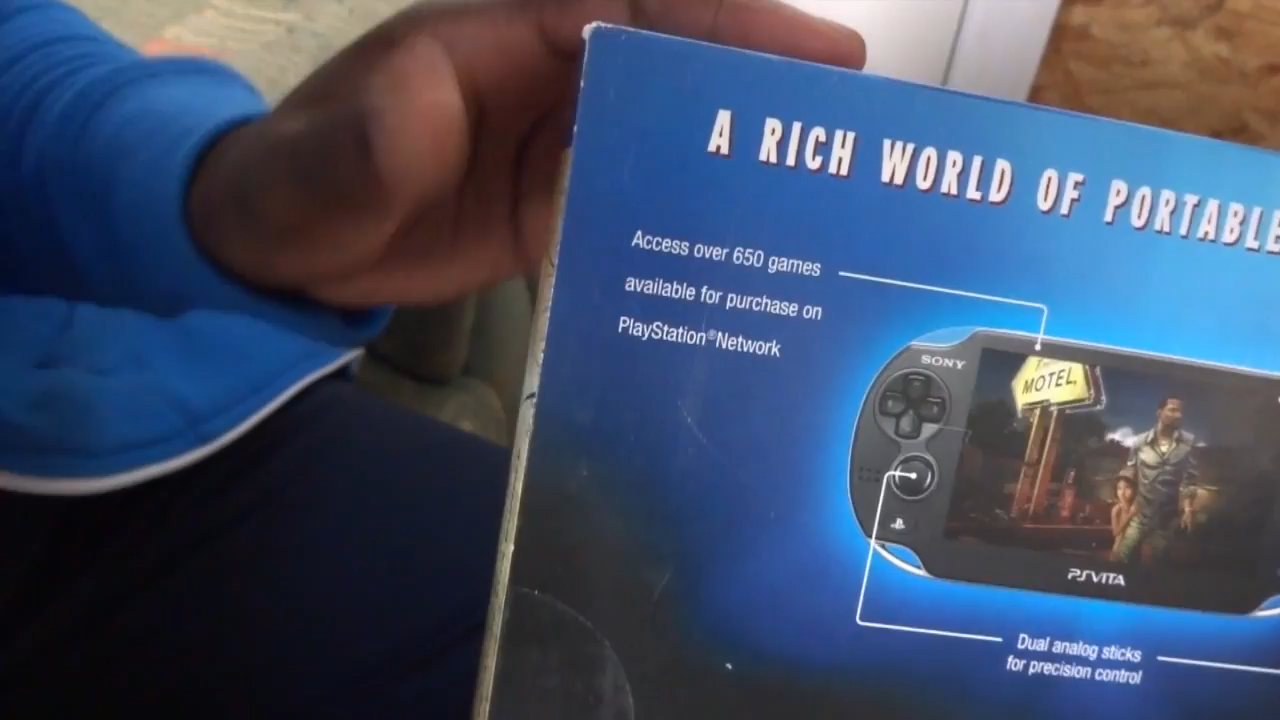 A RICH WORLD OF PORTABLE
Access over 650 games
available for purchase on
PlayStation®Network
SONY
MOTEL
PSVITA
Dual analog sticks
for precision control